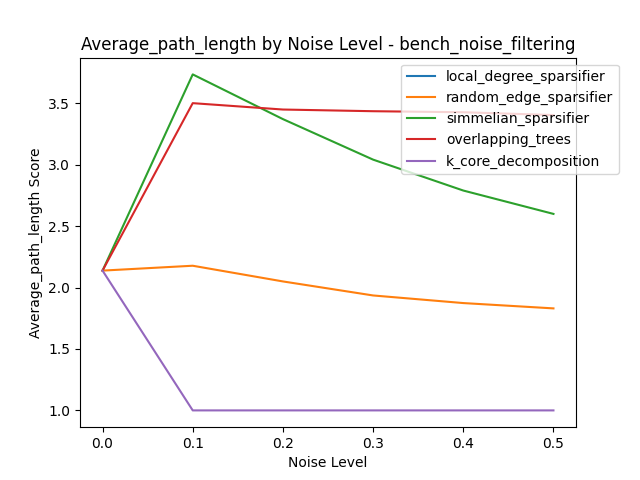 Average_path_length by Noise Level - bench_noise_filtering
local_degree_sparsifier
random_edge_sparsifier
simmelian_sparsifier
overlapping_trees
k_core_decomposition
Average_path_length Score
3.5
3.0
2.5
2.0
1.5
1.0
0.0 0.1 0.2 0.3 0.4 0.5
Noise Level